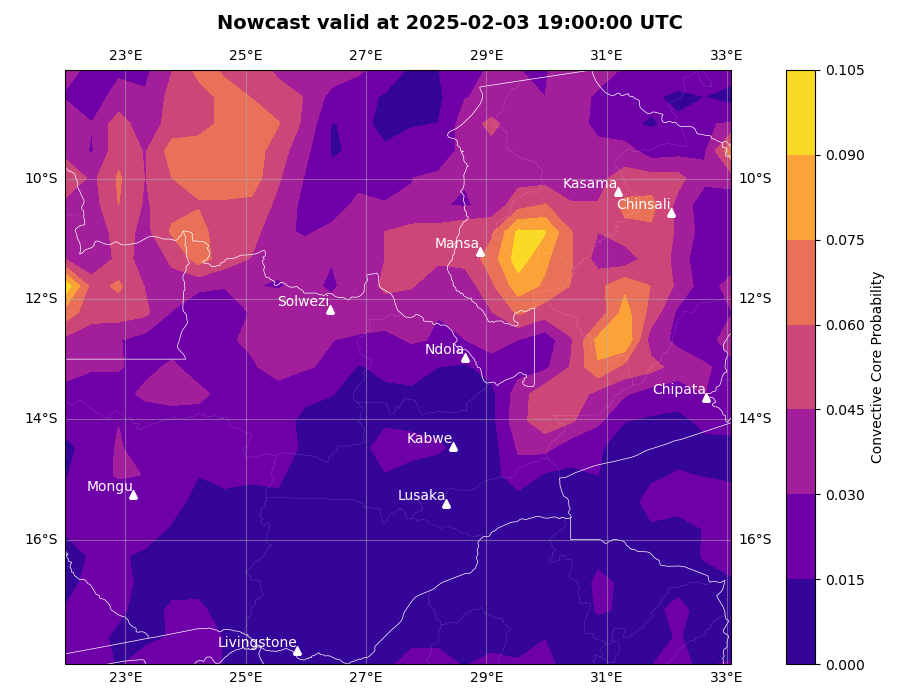 Nowcast valid at 2025-02-03 19:00:00 UTC
23°E 25°E 27°E 29°E 31°E 33°E
0.105
0.090
10°S Kasama 10°S
Chinsali
0.075
Mansa
12°S 12°S
Solwezi
0.060
Ndola
Chipata
0.045
14°S 14°S
Kabwe
Mongu
Lusaka
0.030
16°S 16°S
0.015
Livingstone
0.000
23°E 25°E 27°E 29°E 31°E 33°E
Convective Core Probability